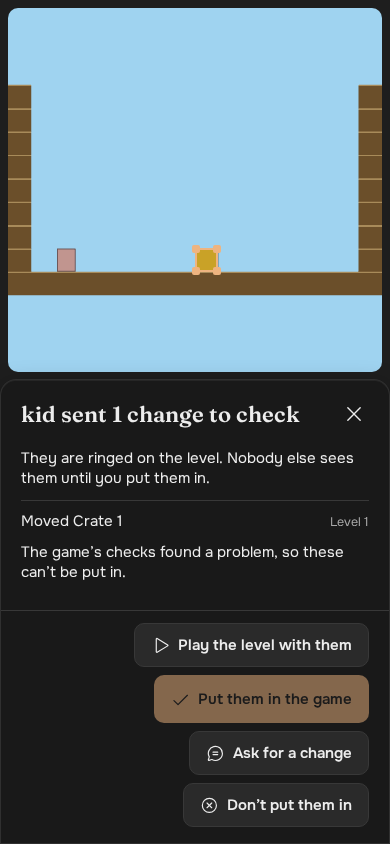 kid sent 1 change to check
They are ringed on the level. Nobody else sees
them until you put them in.
Moved Crate 1
Level 1
The game’s checks found a problem, so these
can’t be put in.
Play the level with them
Put them in the game
Ask for a change
Don’t put them in